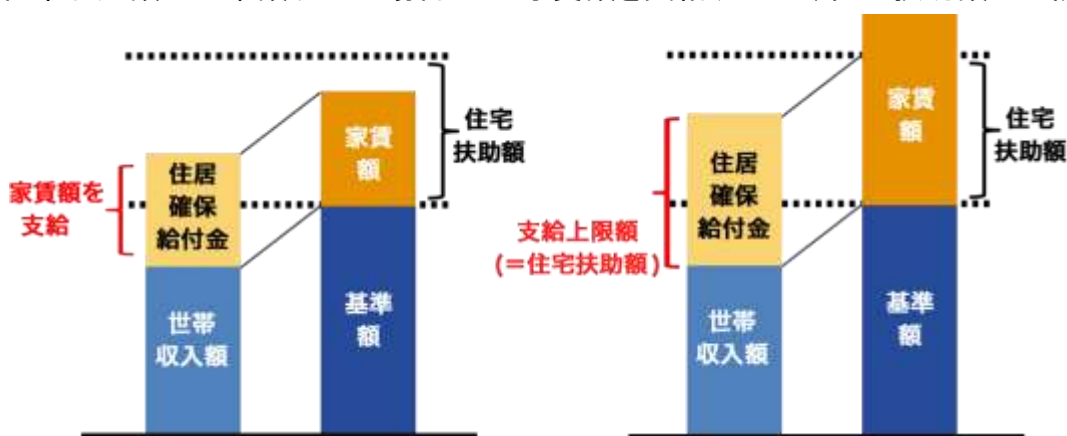 家賃額を
支給
住居
確保
給付金
世帯
収入額
家賃
額
基準
額
住宅
扶助額
支給上限額
(＝住宅扶助額)
住居
確保
給付金
世帯
収入額
家賃
額
基準
額
住宅
扶助額